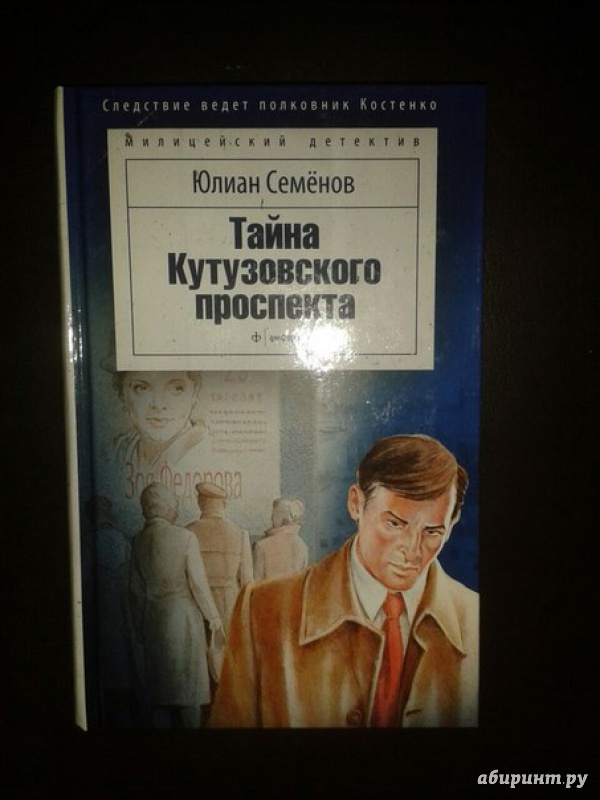 Следствие ведет полковник Костенко
милицейский детектив
Юлиан Семёнов
Тайна
Кутузовского
проспекта
Зоя Федорова
абиринт.ру